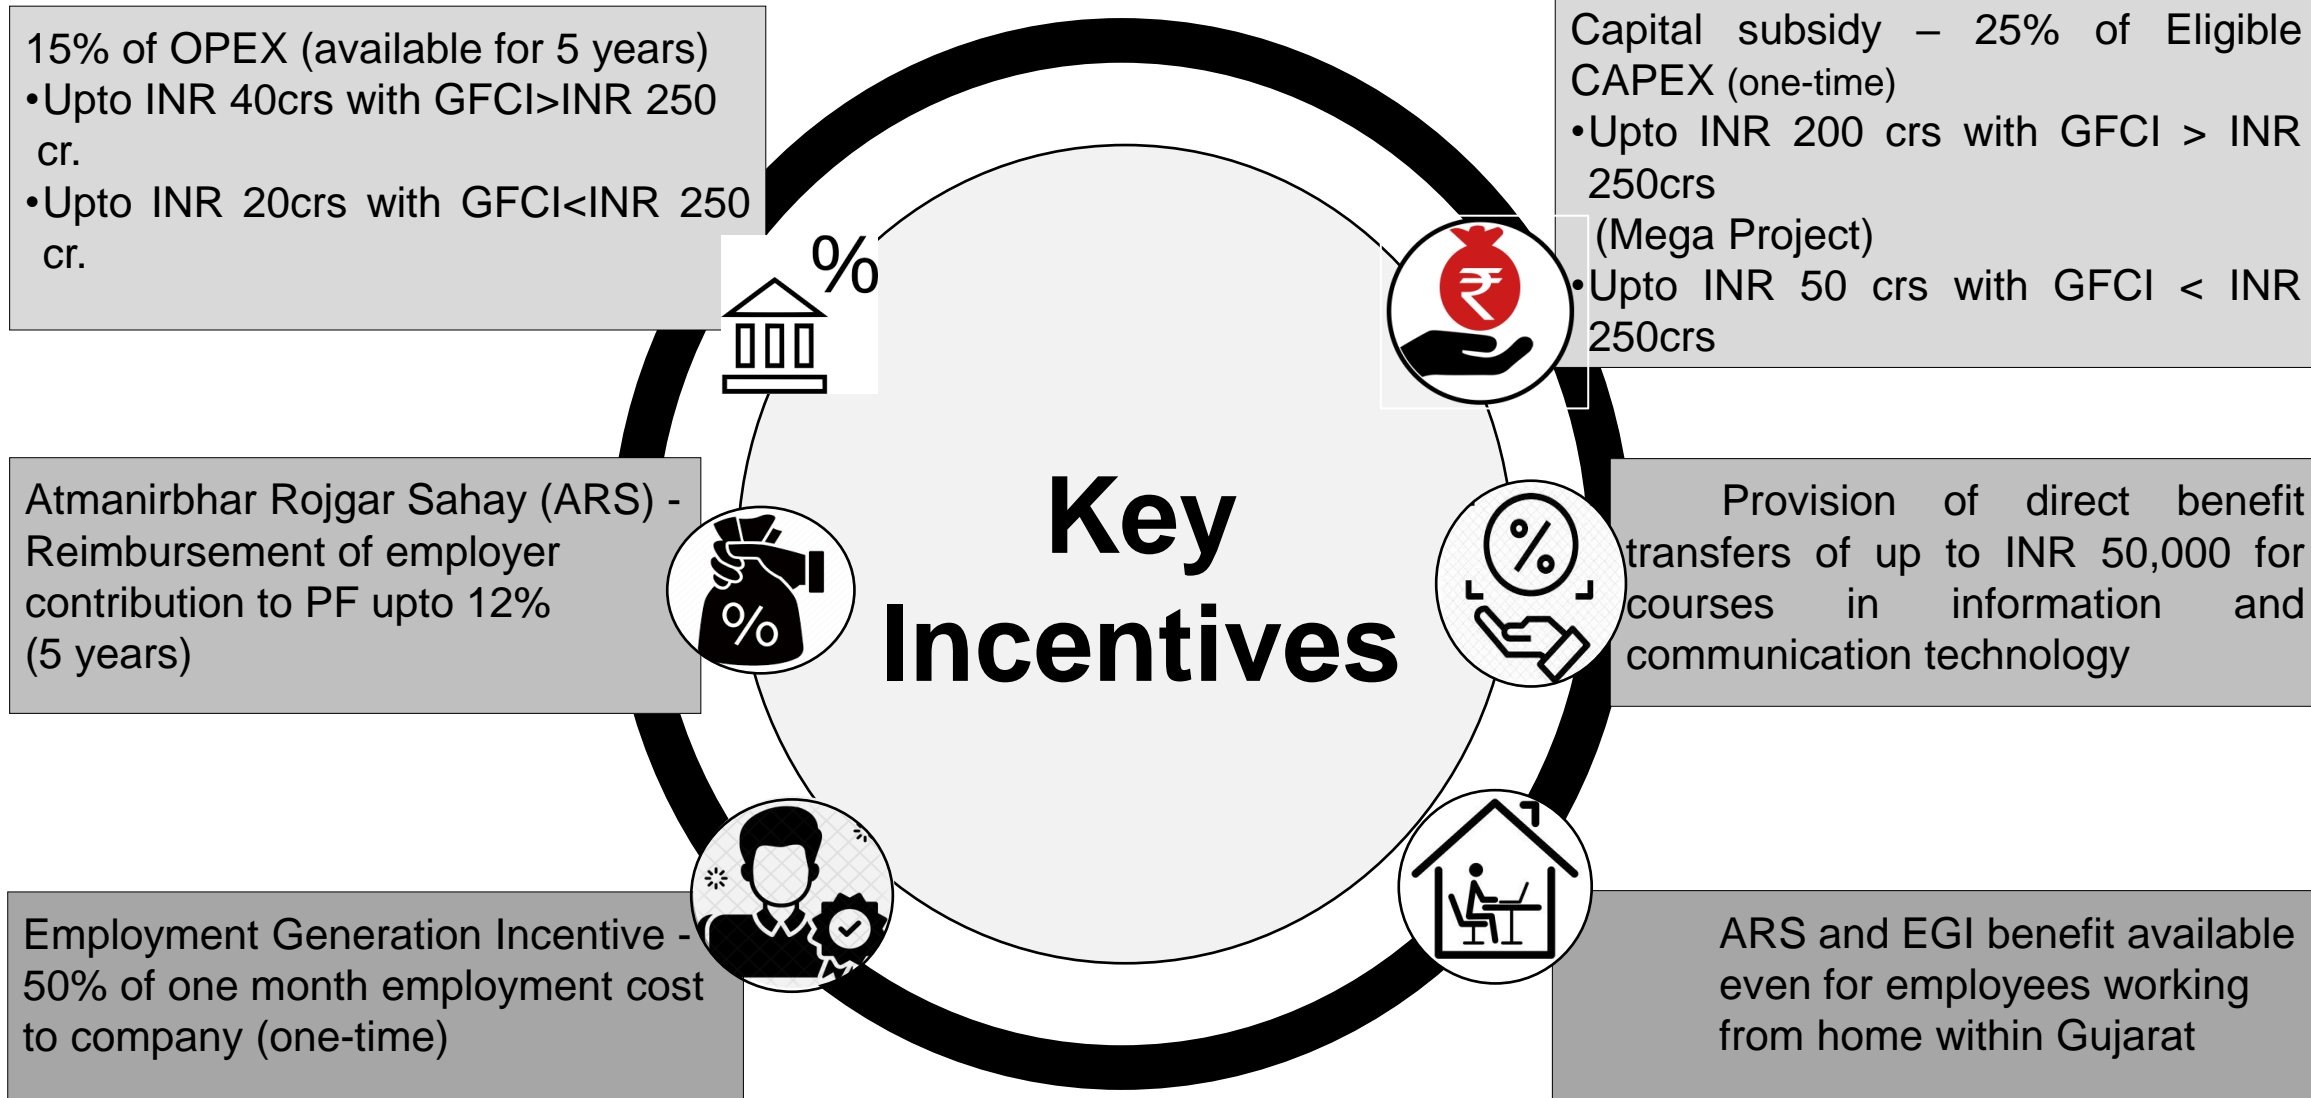 15% of OPEX (available for 5 years)
•Upto INR 40crs with GFCI>INR 250
cr.
•Upto INR 20crs with GFCI<INR 250
cr.
%
Capital subsidy – 25% of Eligible
CAPEX (one-time)
•Upto INR 200 crs with GFCI > INR
250crs
(Mega Project)
•Upto INR 50 crs with GFCI < INR
250crs
₹
Atmanirbhar Rojgar Sahay (ARS) -
Reimbursement of employer
contribution to PF upto 12%
(5 years)
%
Key
Incentives
%
Provision of direct benefit
transfers of up to INR 50,000 for
courses in information and
communication technology
Employment Generation Incentive -
50% of one month employment cost
to company (one-time)
ARS and EGI benefit available
even for employees working
from home within Gujarat